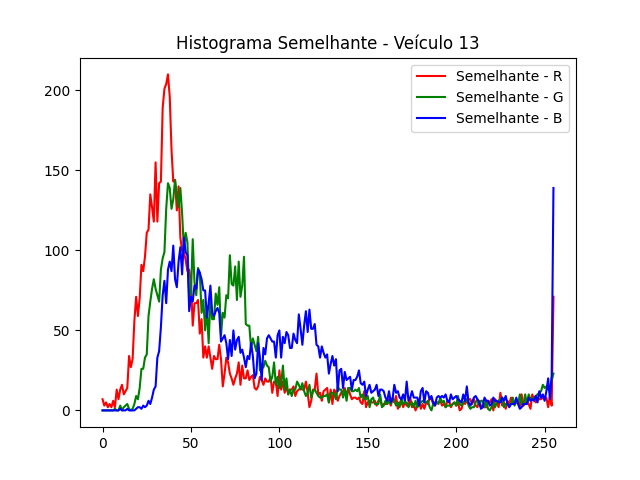 Histograma Semelhante - Veículo 13
Semelhante - R
Semelhante - G
Semelhante - B
200
150
100
50
0
0 50 100 150 200 250